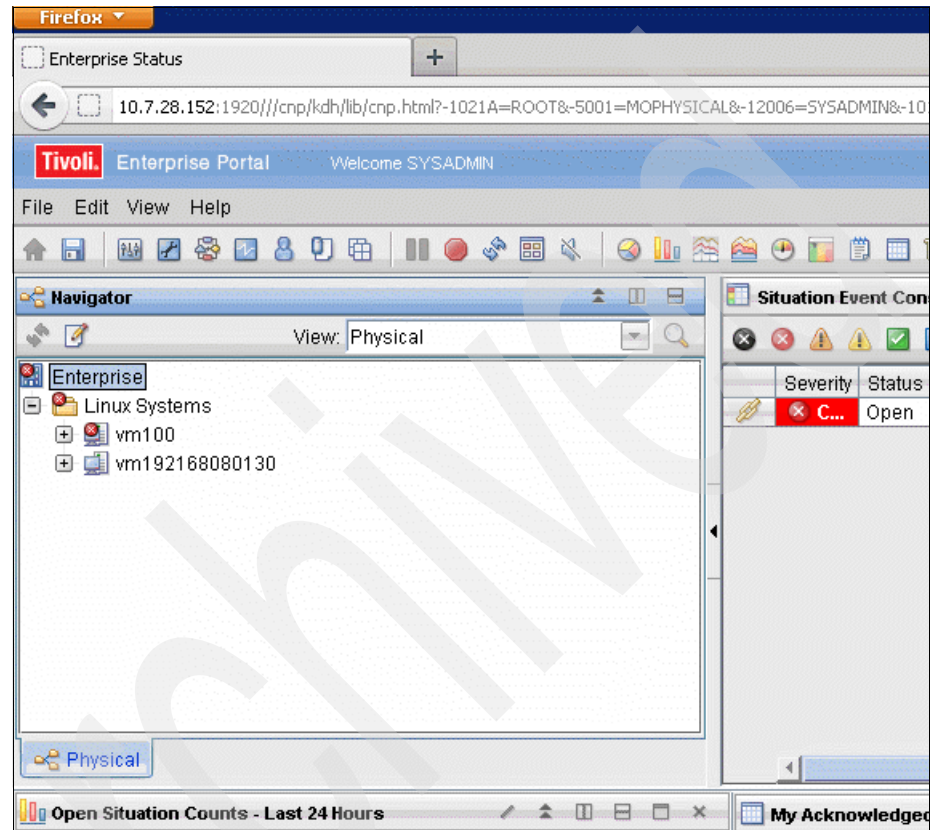 Firefox
Enterprise Status
10.7.28.152:1920///cnp/kdh/lib/cnp.html?-1021A=ROOT&-5001=MOPHYSICAL&-12006=SYSADMIN&-10
Tivoli. Enterprise Portal Welcome SYSADMIN
File Edit View Help
Navigator
View: Physical
Enterprise
Linux Systems
vm100
vm192168080130
Physical
Situation Event Con
Severity Status
C... Open
Open Situation Counts - Last 24 Hours
My Acknowledged